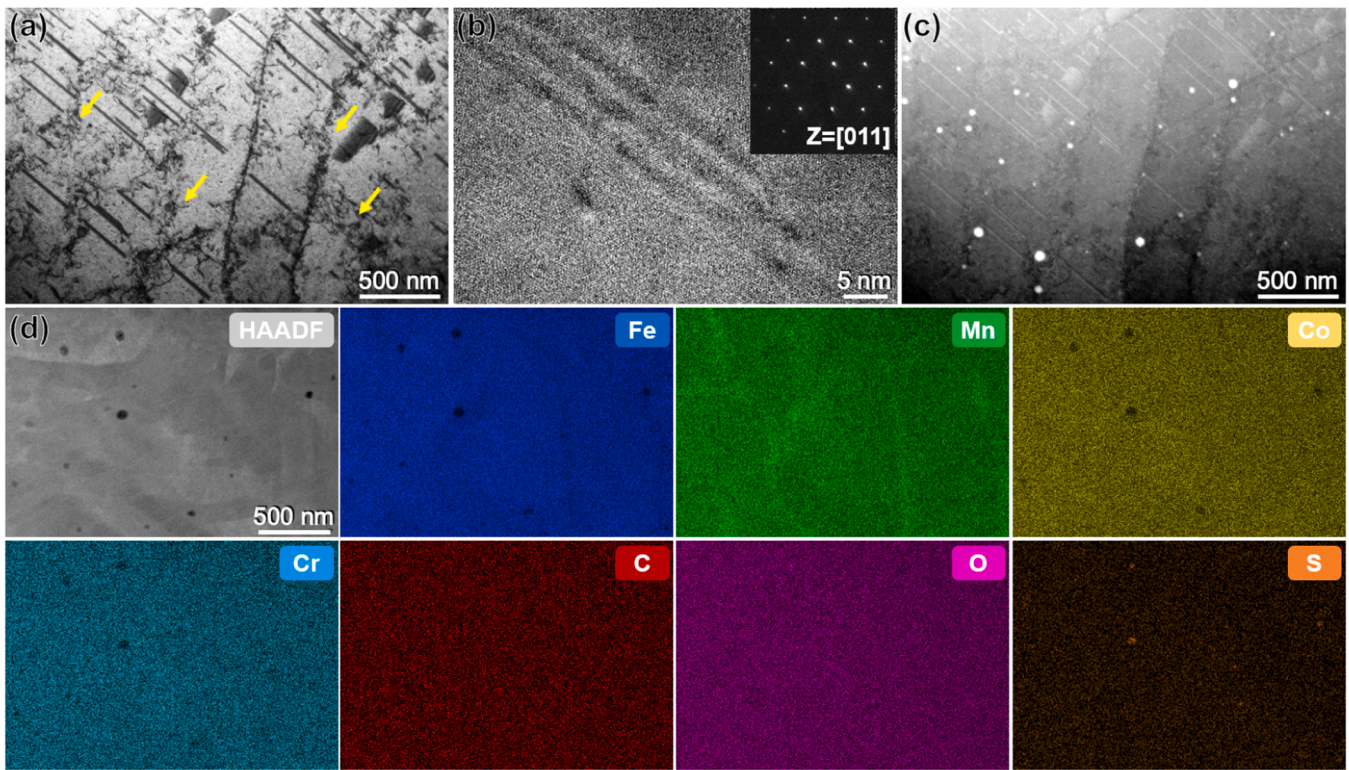 (a)
500 nm
(b)
Z=[011]
5 nm
(c)
500 nm
(d)
HAADF
500 nm
Fe
Mn
Co
Cr
C
O
S